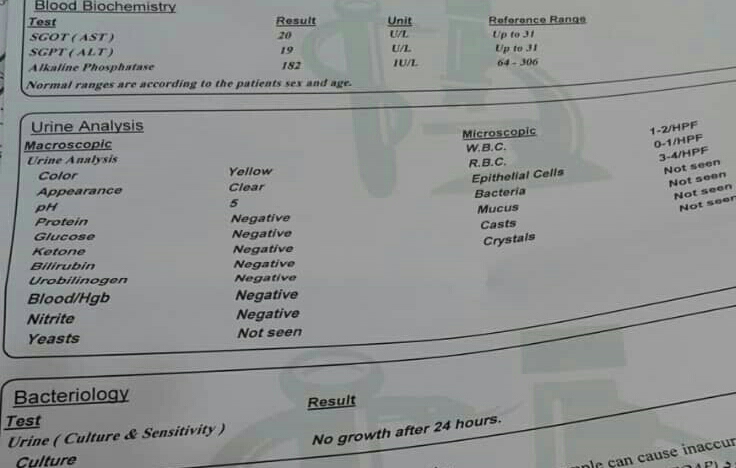 Blood Biochemistry
Test Result Unit Reference Range
SGOT ( AST ) 20 U/L Up to 31
SGPT ( ALT ) 19 U/L Up to 31
Alkaline Phosphatase 182 IU/L 64 - 306
Normal ranges are according to the patients sex and age.
Urine Analysis
Macroscopic
Urine Analysis
Color Yellow
Appearance Clear
pH 5
Protein Negative
Glucose Negative
Ketone Negative
Bilirubin Negative
Urobilinogen Negative
Blood/Hgb Negative
Nitrite Negative
Yeasts Not seen
Microscopic
W.B.C. 1-2/HPF
R.B.C. 0-1/HPF
Epithelial Cells 3-4/HPF
Bacteria Not seen
Mucus Not seen
Casts Not seen
Crystals Not seen
Bacteriology
Test Result
Urine ( Culture & Sensitivity )
Culture No growth after 24 hours.
can cause